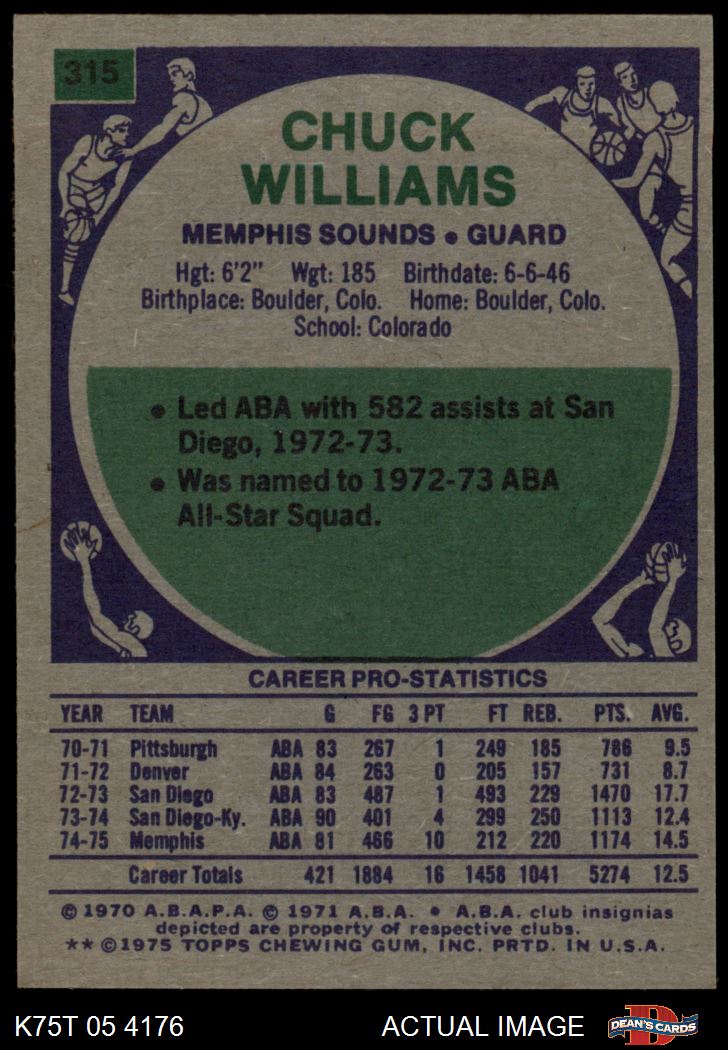 315
CHUCK
WILLIAMS
MEMPHIS SOUNDS • GUARD
Hgt: 6'2" Wgt: 185 Birthdate: 6-6-46
Birthplace: Boulder, Colo. Home: Boulder, Colo.
School: Colorado
• Led ABA with 582 assists at San
Diego, 1972-73.
• Was named to 1972-73 ABA
All-Star Squad.
CAREER PRO-STATISTICS
YEAR TEAM G FG 3 PT FT REB. PTS. AVG.
70-71 Pittsburgh ABA 83 267 1 249 185 786 9.5
71-72 Denver ABA 84 263 0 205 157 731 8.7
72-73 San Diego ABA 83 487 1 493 229 1470 17.7
73-74 San Diego-Ky. ABA 90 401 4 299 250 1113 12.4
74-75 Memphis ABA 81 466 10 212 220 1174 14.5
Career Totals 421 1884 16 1458 1041 5274 12.5
© 1970 A.B.A.P.A. © 1971 A.B.A. • A.B.A. club insignias
depicted are property of respective clubs.
** ©1975 TOPPS CHEWING GUM, INC. PRTD. IN U.S.A.
K75T 05 4176 ACTUAL IMAGE D DEAN'S CARDS